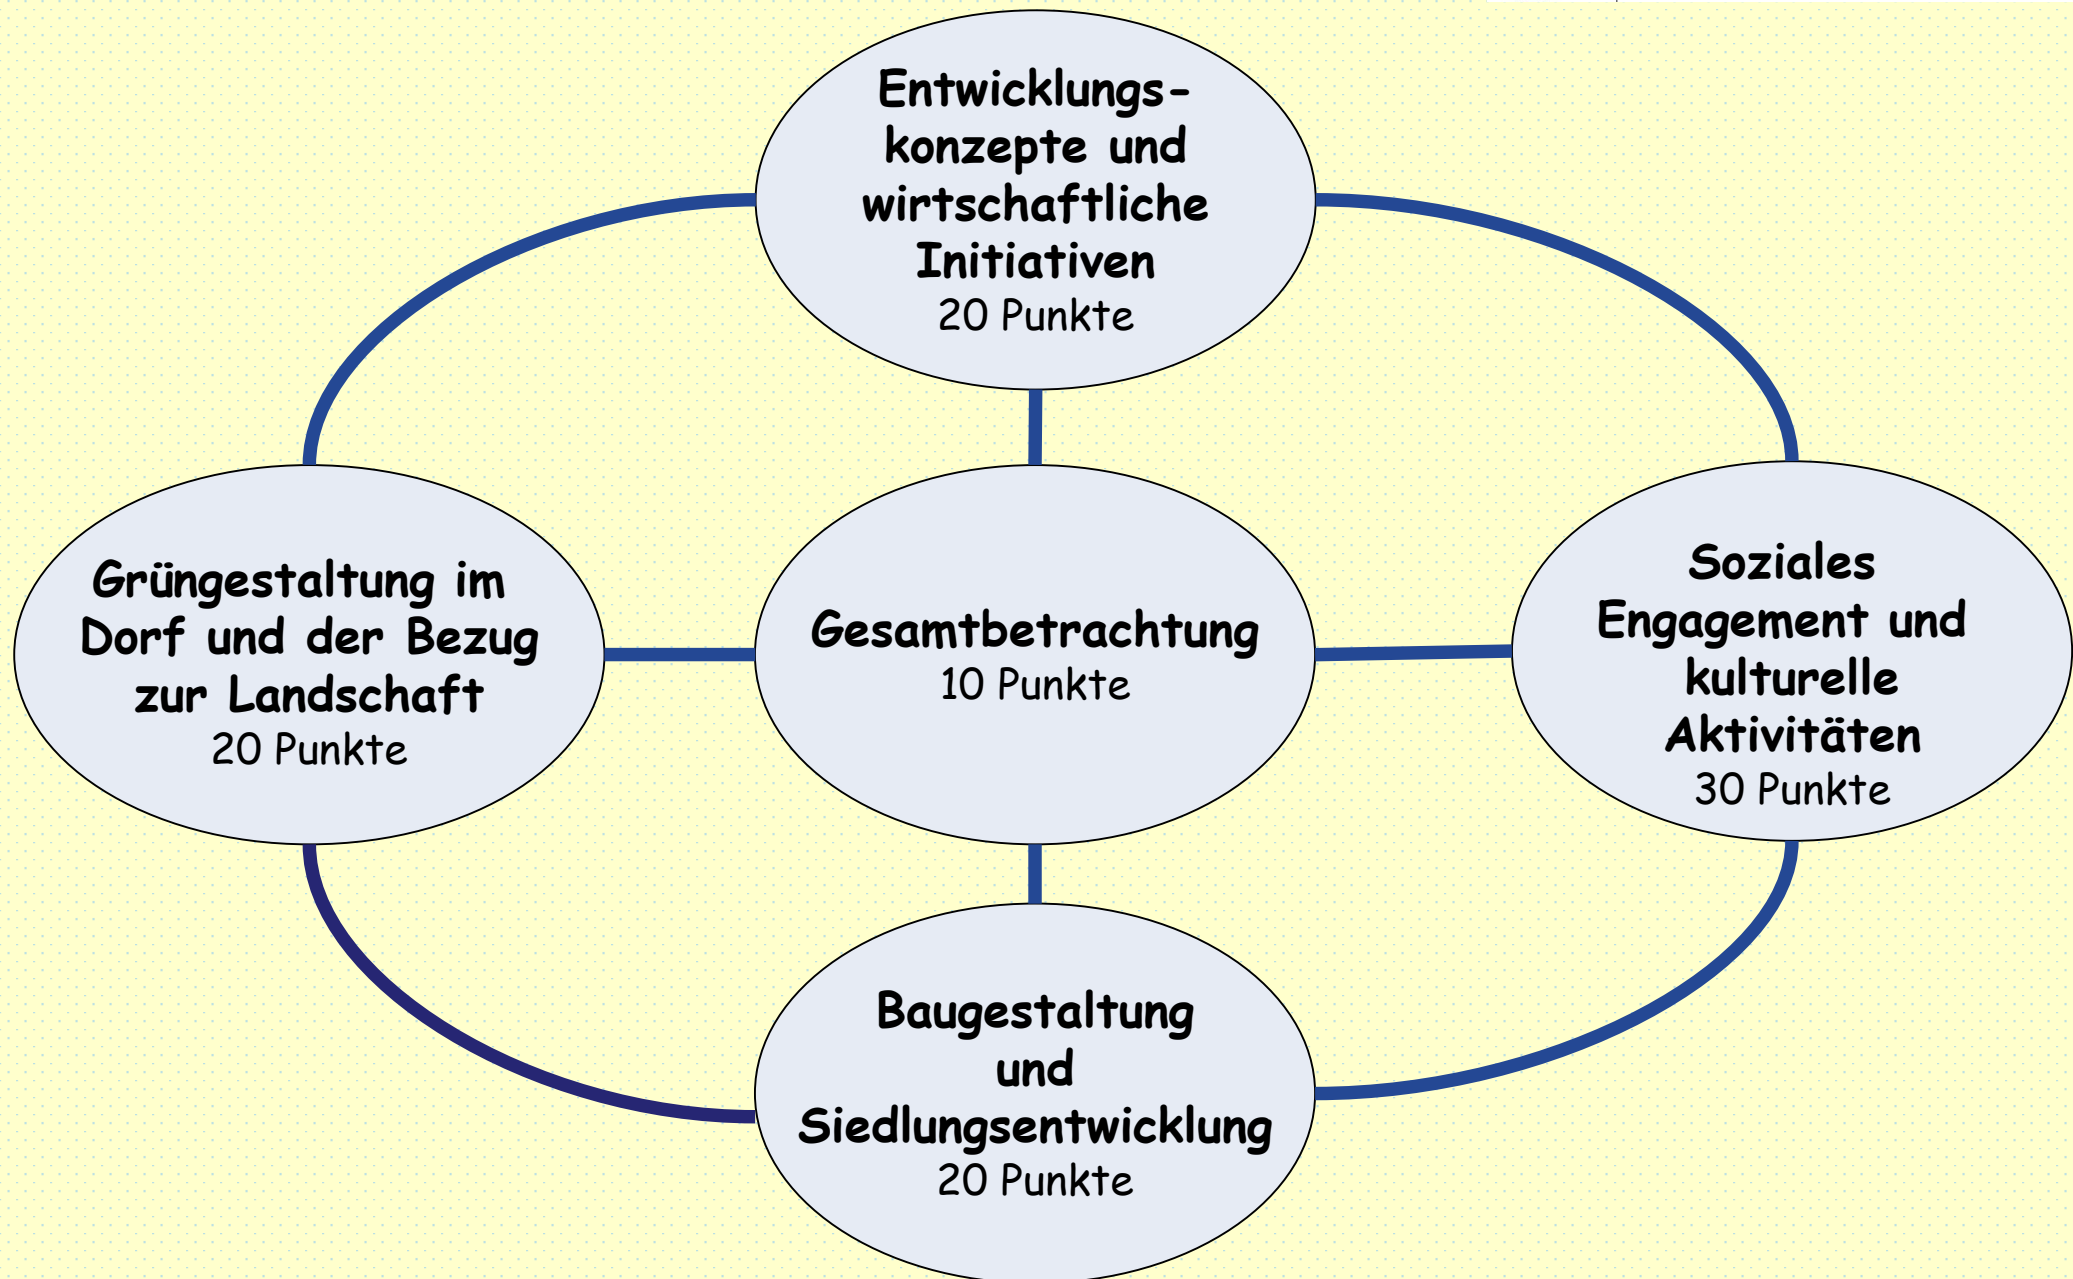 Entwicklungs-
konzepte und
wirtschaftliche
Initiativen
20 Punkte
Grüngestaltung im
Dorf und der Bezug
zur Landschaft
20 Punkte
Gesamtbetrachtung
10 Punkte
Soziales
Engagement und
kulturelle
Aktivitäten
30 Punkte
Baugestaltung
und
Siedlungsentwicklung
20 Punkte